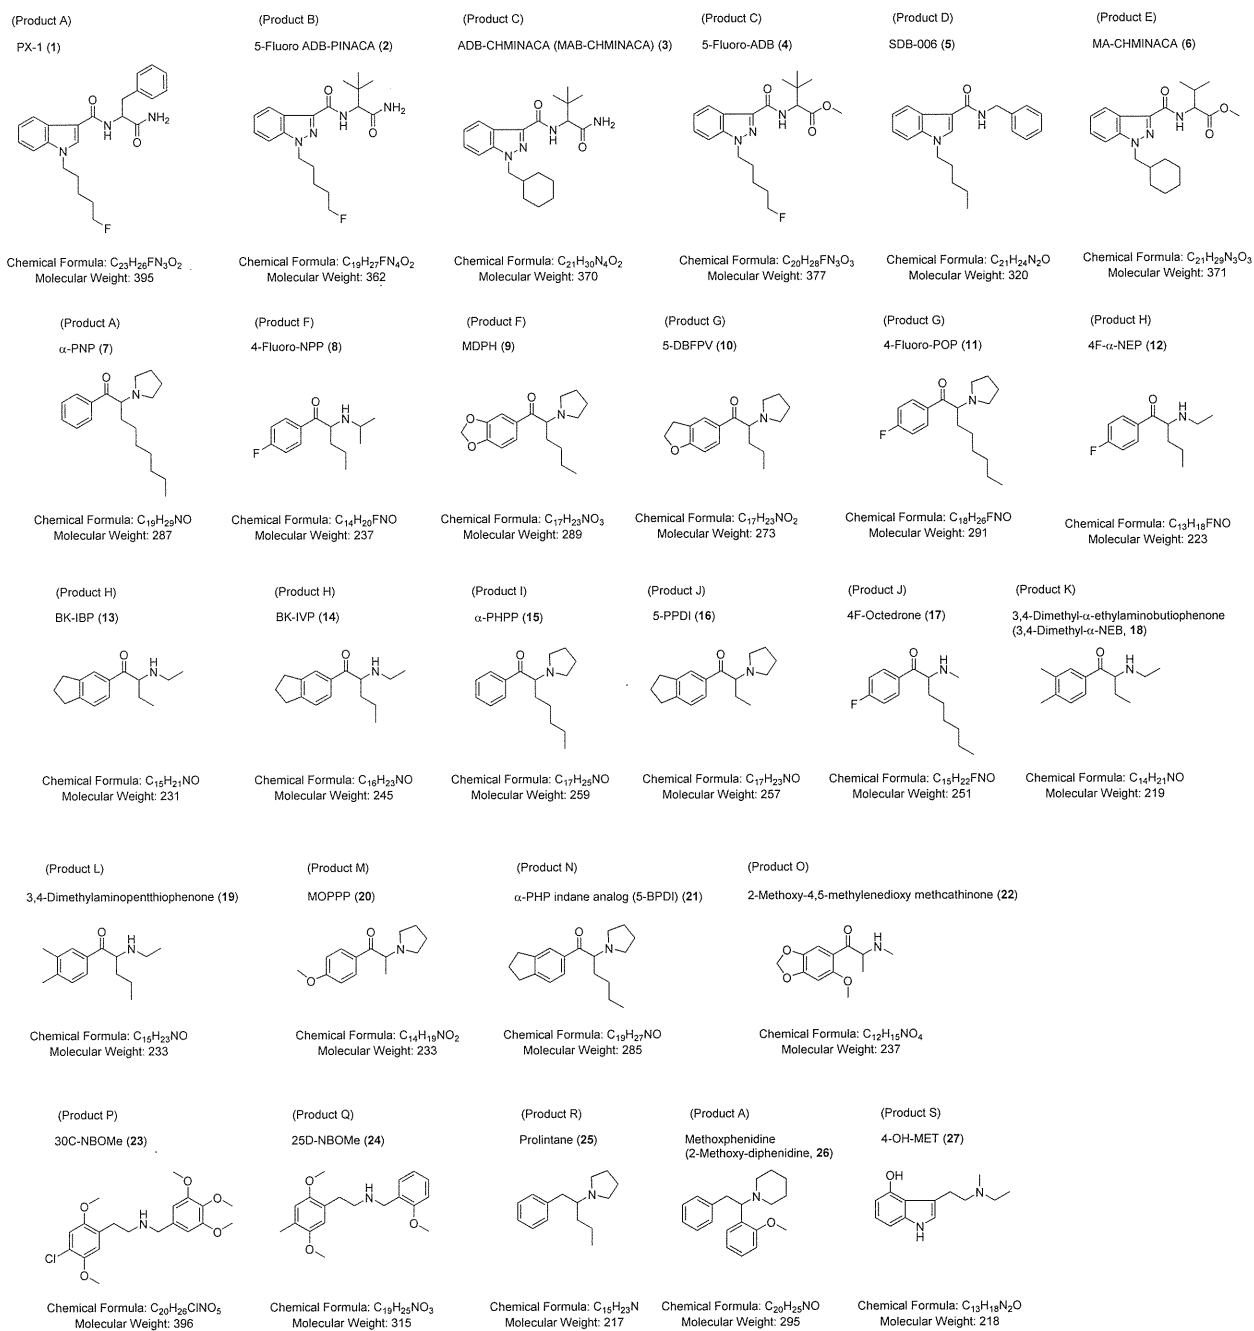 (Product A)
PX-1 (1)
Chemical Formula: C₂₃H₂₆FN₃O₂
Molecular Weight: 395
(Product B)
5-Fluoro ADB-PINACA (2)
Chemical Formula: C₁₉H₂₇FN₄O₂
Molecular Weight: 362
(Product C)
ADB-CHMINACA (MAB-CHMINACA) (3)
Chemical Formula: C₂₁H₃₀N₄O₂
Molecular Weight: 370
(Product C)
5-Fluoro-ADB (4)
Chemical Formula: C₂₀H₂₈FN₃O₃
Molecular Weight: 377
(Product D)
SDB-006 (5)
Chemical Formula: C₂₁H₂₄N₂O
Molecular Weight: 320
(Product E)
MA-CHMINACA (6)
Chemical Formula: C₂₁H₂₉N₃O₃
Molecular Weight: 371
(Product A)
α-PNP (7)
Chemical Formula: C₁₉H₂₉NO
Molecular Weight: 287
(Product F)
4-Fluoro-NPP (8)
Chemical Formula: C₁₄H₂₀FNO
Molecular Weight: 237
(Product F)
MDPH (9)
Chemical Formula: C₁₇H₂₃NO₃
Molecular Weight: 289
(Product G)
5-DBFPV (10)
Chemical Formula: C₁₇H₂₃NO₂
Molecular Weight: 273
(Product G)
4-Fluoro-POP (11)
Chemical Formula: C₁₈H₂₆FNO
Molecular Weight: 291
(Product H)
4F-α-NEP (12)
Chemical Formula: C₁₃H₁₈FNO
Molecular Weight: 223
(Product H)
BK-IBP (13)
Chemical Formula: C₁₅H₂₁NO
Molecular Weight: 231
(Product H)
BK-IVP (14)
Chemical Formula: C₁₆H₂₃NO
Molecular Weight: 245
(Product I)
α-PHPP (15)
Chemical Formula: C₁₇H₂₅NO
Molecular Weight: 259
(Product J)
5-PPDI (16)
Chemical Formula: C₁₇H₂₃NO
Molecular Weight: 257
(Product J)
4F-Octedrone (17)
Chemical Formula: C₁₅H₂₂FNO
Molecular Weight: 251
(Product K)
3,4-Dimethyl-α-ethylaminobutiophenone
(3,4-Dimethyl-α-NEB, 18)
Chemical Formula: C₁₄H₂₁NO
Molecular Weight: 219
(Product L)
3,4-Dimethylaminopentthiophenone (19)
Chemical Formula: C₁₅H₂₃NO
Molecular Weight: 233
(Product M)
MOPPP (20)
Chemical Formula: C₁₄H₁₉NO₂
Molecular Weight: 233
(Product N)
α-PHP indane analog (5-BPDI) (21)
Chemical Formula: C₁₉H₂₇NO
Molecular Weight: 285
(Product O)
2-Methoxy-4,5-methylenedioxy methcathinone (22)
Chemical Formula: C₁₂H₁₅NO₄
Molecular Weight: 237
(Product P)
30C-NBOMe (23)
Chemical Formula: C₂₀H₂₆ClNO₅
Molecular Weight: 396
(Product Q)
25D-NBOMe (24)
Chemical Formula: C₁₉H₂₅NO₃
Molecular Weight: 315
(Product R)
Prolintane (25)
Chemical Formula: C₁₅H₂₃N
Molecular Weight: 217
(Product A)
Methoxphenidine
(2-Methoxy-diphenidine, 26)
Chemical Formula: C₂₀H₂₅NO
Molecular Weight: 295
(Product S)
4-OH-MET (27)
Chemical Formula: C₁₃H₁₈N₂O
Molecular Weight: 218